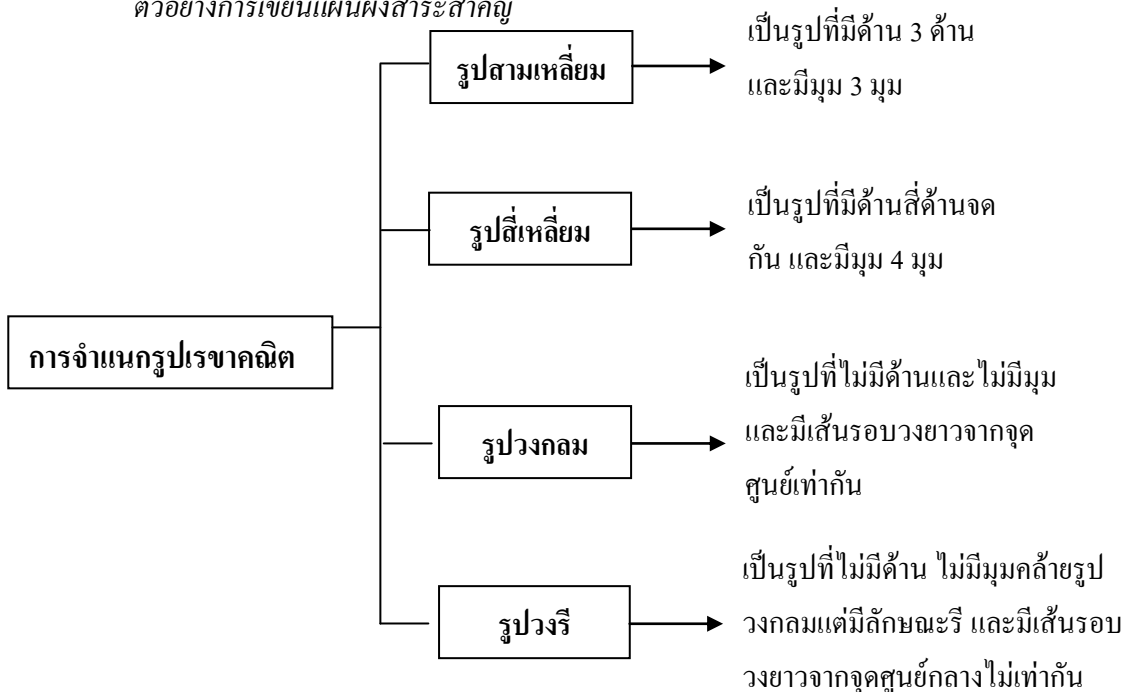 ตัวอย่างการเขียนแผนผังสาระสำคัญ
รูปสามเหลี่ยม
เป็นรูปที่มีด้าน 3 ด้าน
และมีมุม 3 มุม
รูปสี่เหลี่ยม
เป็นรูปที่มีด้านสี่ด้านจด
กัน และมีมุม 4 มุม
การจำแนกรูปเรขาคณิต
รูปวงกลม
เป็นรูปที่ไม่มีด้านและไม่มีมุม
และมีเส้นรอบวงยาวจากจุด
ศูนย์เท่ากัน
รูปวงรี
เป็นรูปที่ไม่มีด้าน ไม่มีมุมคล้ายรูป
วงกลมแต่มีลักษณะรี และมีเส้นรอบ
วงยาวจากจุดศูนย์กลางไม่เท่ากัน